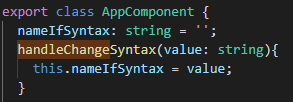 export class AppComponent {
nameIfSyntax: string = '';
handleChangeSyntax(value: string){
this.nameIfSyntax = value;
}